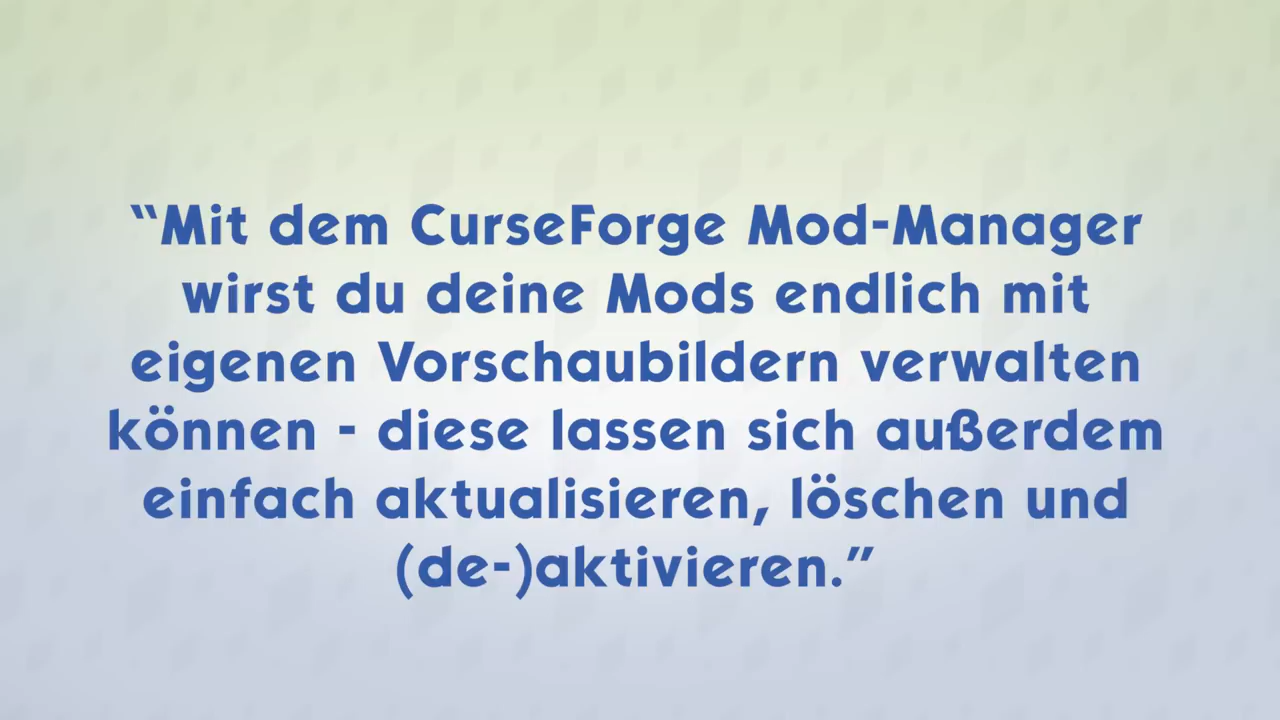 “Mit dem CurseForge Mod-Manager
wirst du deine Mods endlich mit
eigenen Vorschaubildern verwalten
können - diese lassen sich außerdem
einfach aktualisieren, löschen und
(de-)aktivieren.”